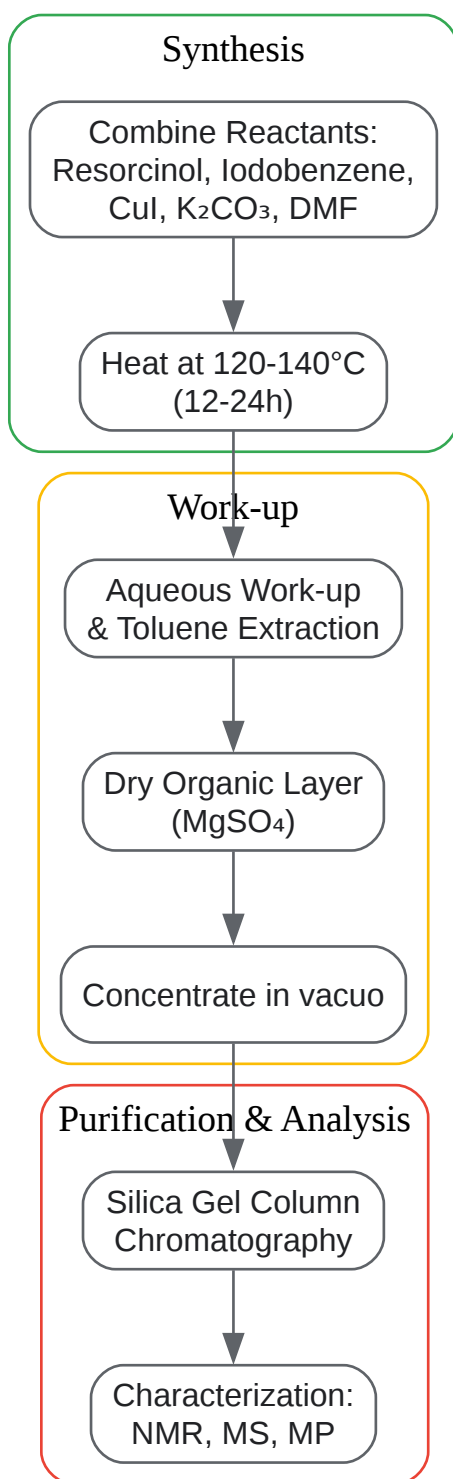 Synthesis
Combine Reactants:
Resorcinol, Iodobenzene,
CuI, K₂CO₃, DMF
Heat at 120-140°C
(12-24h)
Work-up
Aqueous Work-up
& Toluene Extraction
Dry Organic Layer
(MgSO₄)
Concentrate in vacuo
Purification & Analysis
Silica Gel Column
Chromatography
Characterization:
NMR, MS, MP